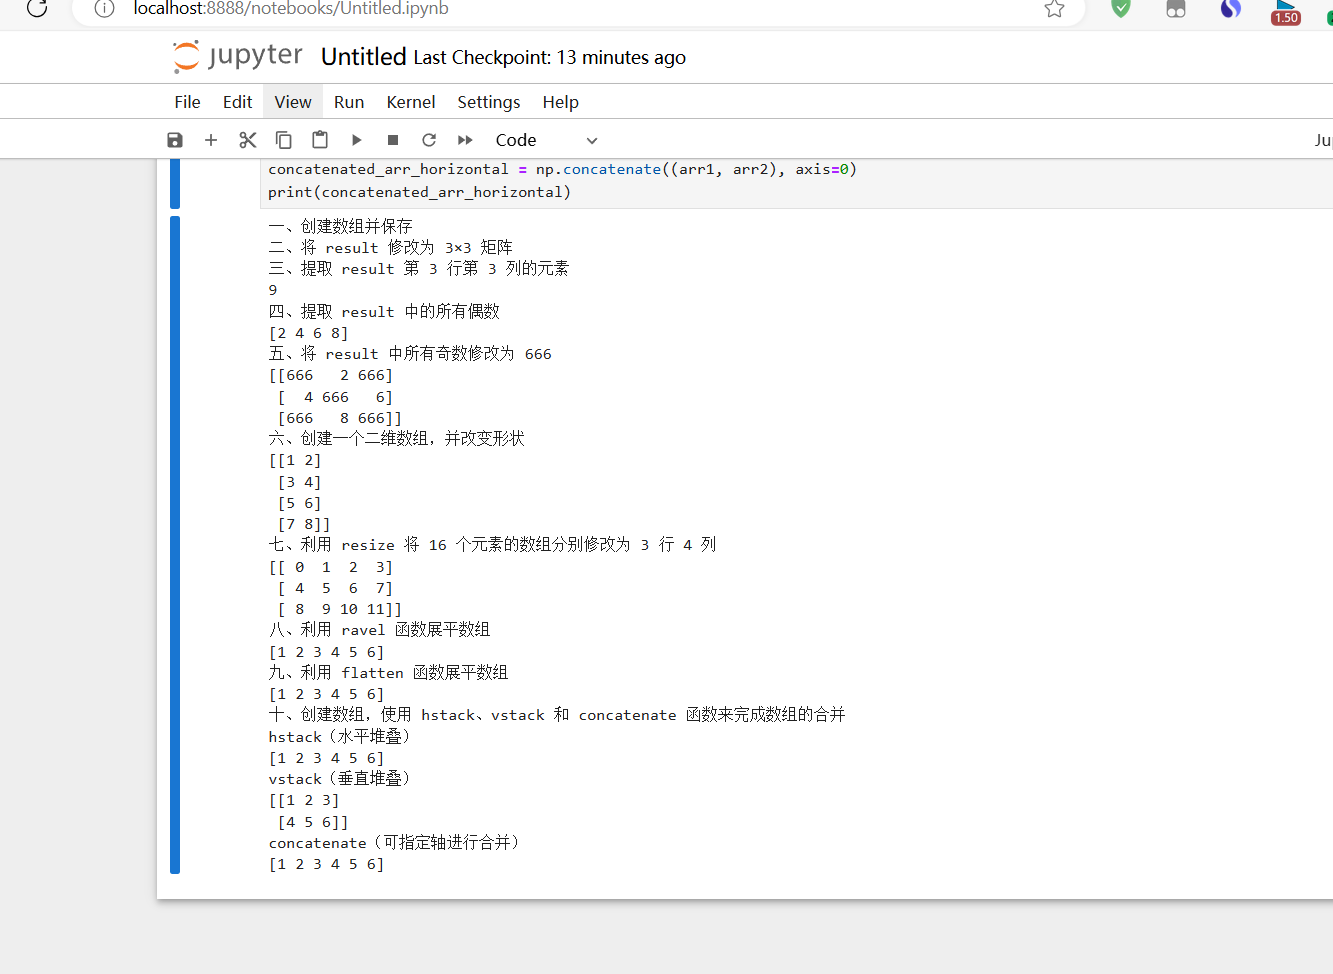 localhost:8888/notebooks/Untitled.ipynb
1.50
jupyter Untitled Last Checkpoint: 13 minutes ago
File Edit View Run Kernel Settings Help
Code
concatenated_arr_horizontal = np.concatenate((arr1, arr2), axis=0)
print(concatenated_arr_horizontal)
一、创建数组并保存
二、将 result 修改为 3×3 矩阵
三、提取 result 第 3 行第 3 列的元素
9
四、提取 result 中的所有偶数
[2 4 6 8]
五、将 result 中所有奇数修改为 666
[[666   2 666]
 [  4 666   6]
 [666   8 666]]
六、创建一个二维数组，并改变形状
[[1 2]
 [3 4]
 [5 6]
 [7 8]]
七、利用 resize 将 16 个元素的数组分别修改为 3 行 4 列
[[ 0  1  2  3]
 [ 4  5  6  7]
 [ 8  9 10 11]]
八、利用 ravel 函数展平数组
[1 2 3 4 5 6]
九、利用 flatten 函数展平数组
[1 2 3 4 5 6]
十、创建数组，使用 hstack、vstack 和 concatenate 函数来完成数组的合并
hstack（水平堆叠）
[1 2 3 4 5 6]
vstack（垂直堆叠）
[[1 2 3]
 [4 5 6]]
concatenate（可指定轴进行合并）
[1 2 3 4 5 6]